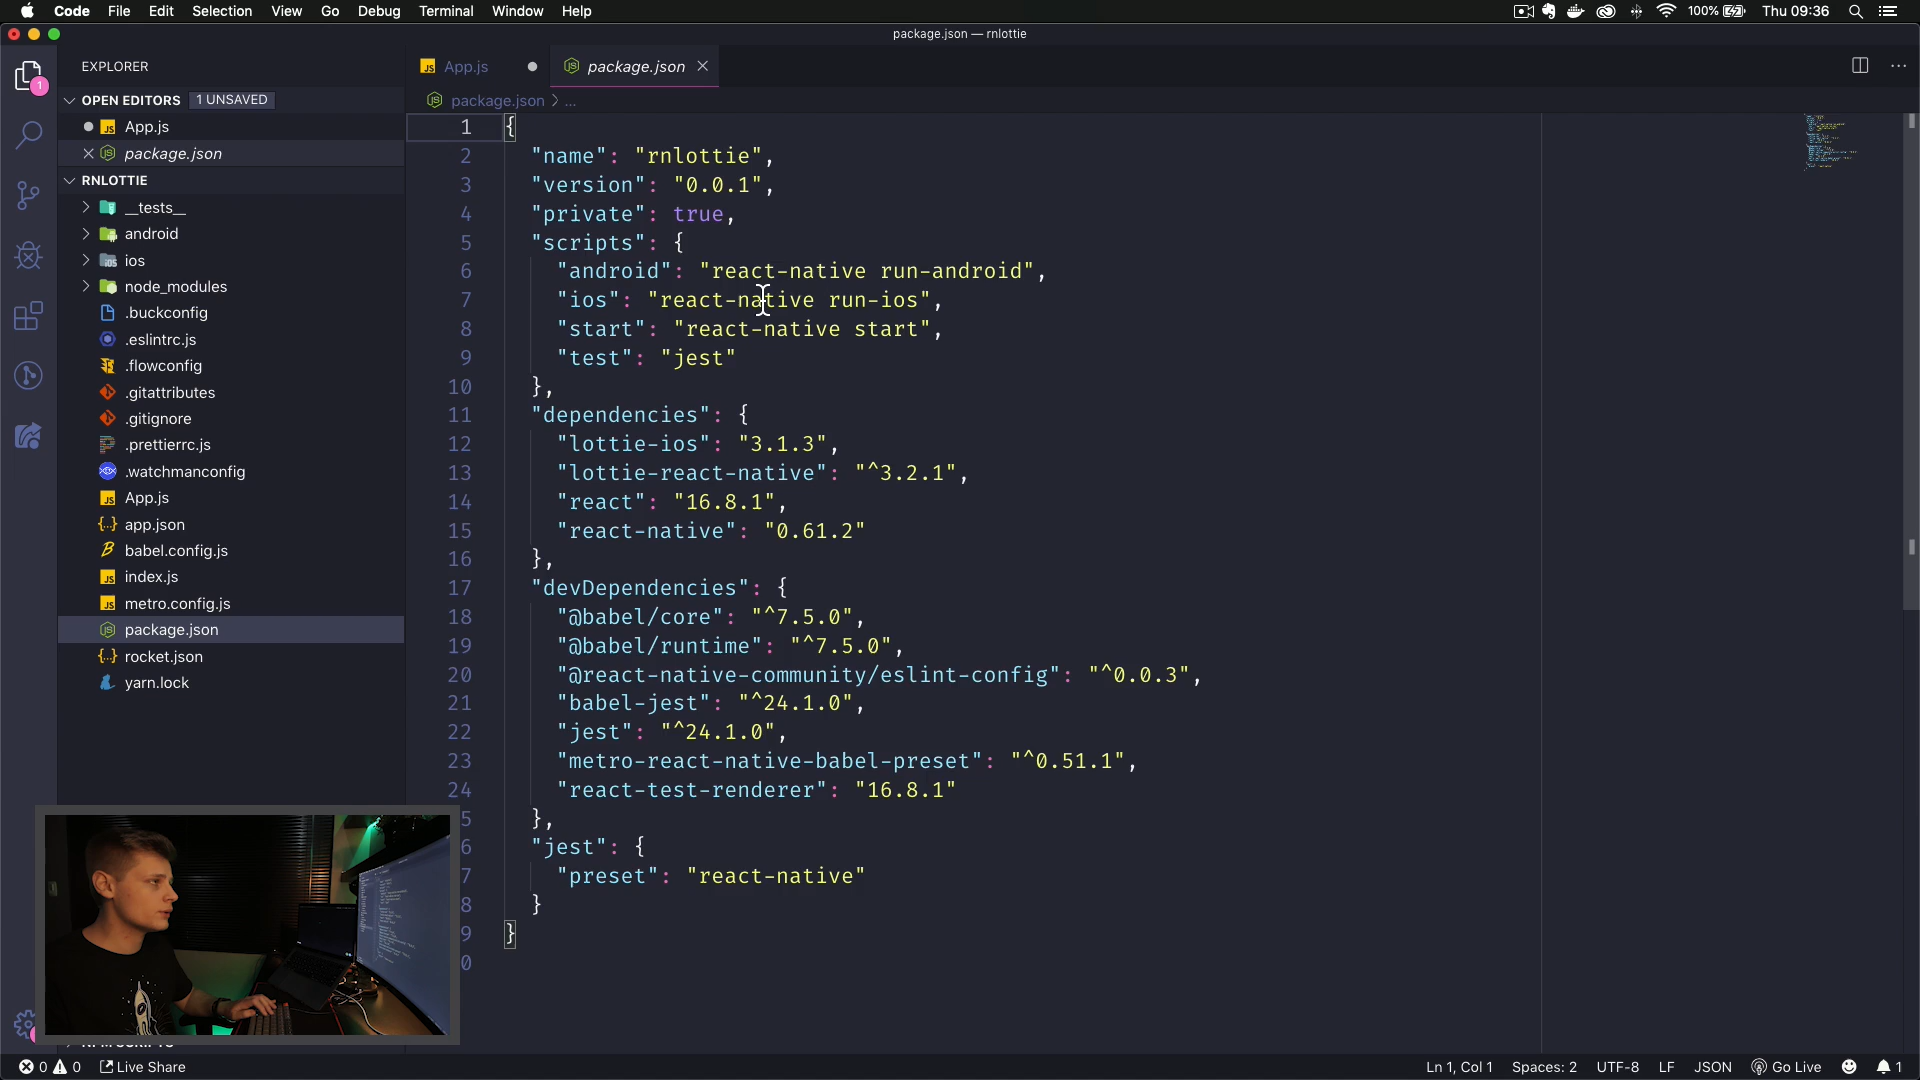 Code File Edit Selection View Go Debug Terminal Window Help 100% Thu 09:36
package.json — rnlottie
EXPLORER
OPEN EDITORS 1 UNSAVED
App.js
package.json
RNLOTTIE
__tests__
android
ios
node_modules
.buckconfig
.eslintrc.js
.flowconfig
.gitattributes
.gitignore
.prettierrc.js
.watchmanconfig
App.js
app.json
babel.config.js
index.js
metro.config.js
package.json
rocket.json
yarn.lock
NPM SCRIPTS
App.js package.json
package.json > ...
1 {
2 "name": "rnlottie",
3 "version": "0.0.1",
4 "private": true,
5 "scripts": {
6 "android": "react-native run-android",
7 "ios": "react-native run-ios",
8 "start": "react-native start",
9 "test": "jest"
10 },
11 "dependencies": {
12 "lottie-ios": "3.1.3",
13 "lottie-react-native": "^3.2.1",
14 "react": "16.8.1",
15 "react-native": "0.61.2"
16 },
17 "devDependencies": {
18 "@babel/core": "^7.5.0",
19 "@babel/runtime": "^7.5.0",
20 "@react-native-community/eslint-config": "^0.0.3",
21 "babel-jest": "^24.1.0",
22 "jest": "^24.1.0",
23 "metro-react-native-babel-preset": "^0.51.1",
24 "react-test-renderer": "16.8.1"
5 },
6 "jest": {
7 "preset": "react-native"
8 }
9 }
0
0 0 Live Share Ln 1, Col 1 Spaces: 2 UTF-8 LF JSON Go Live 1